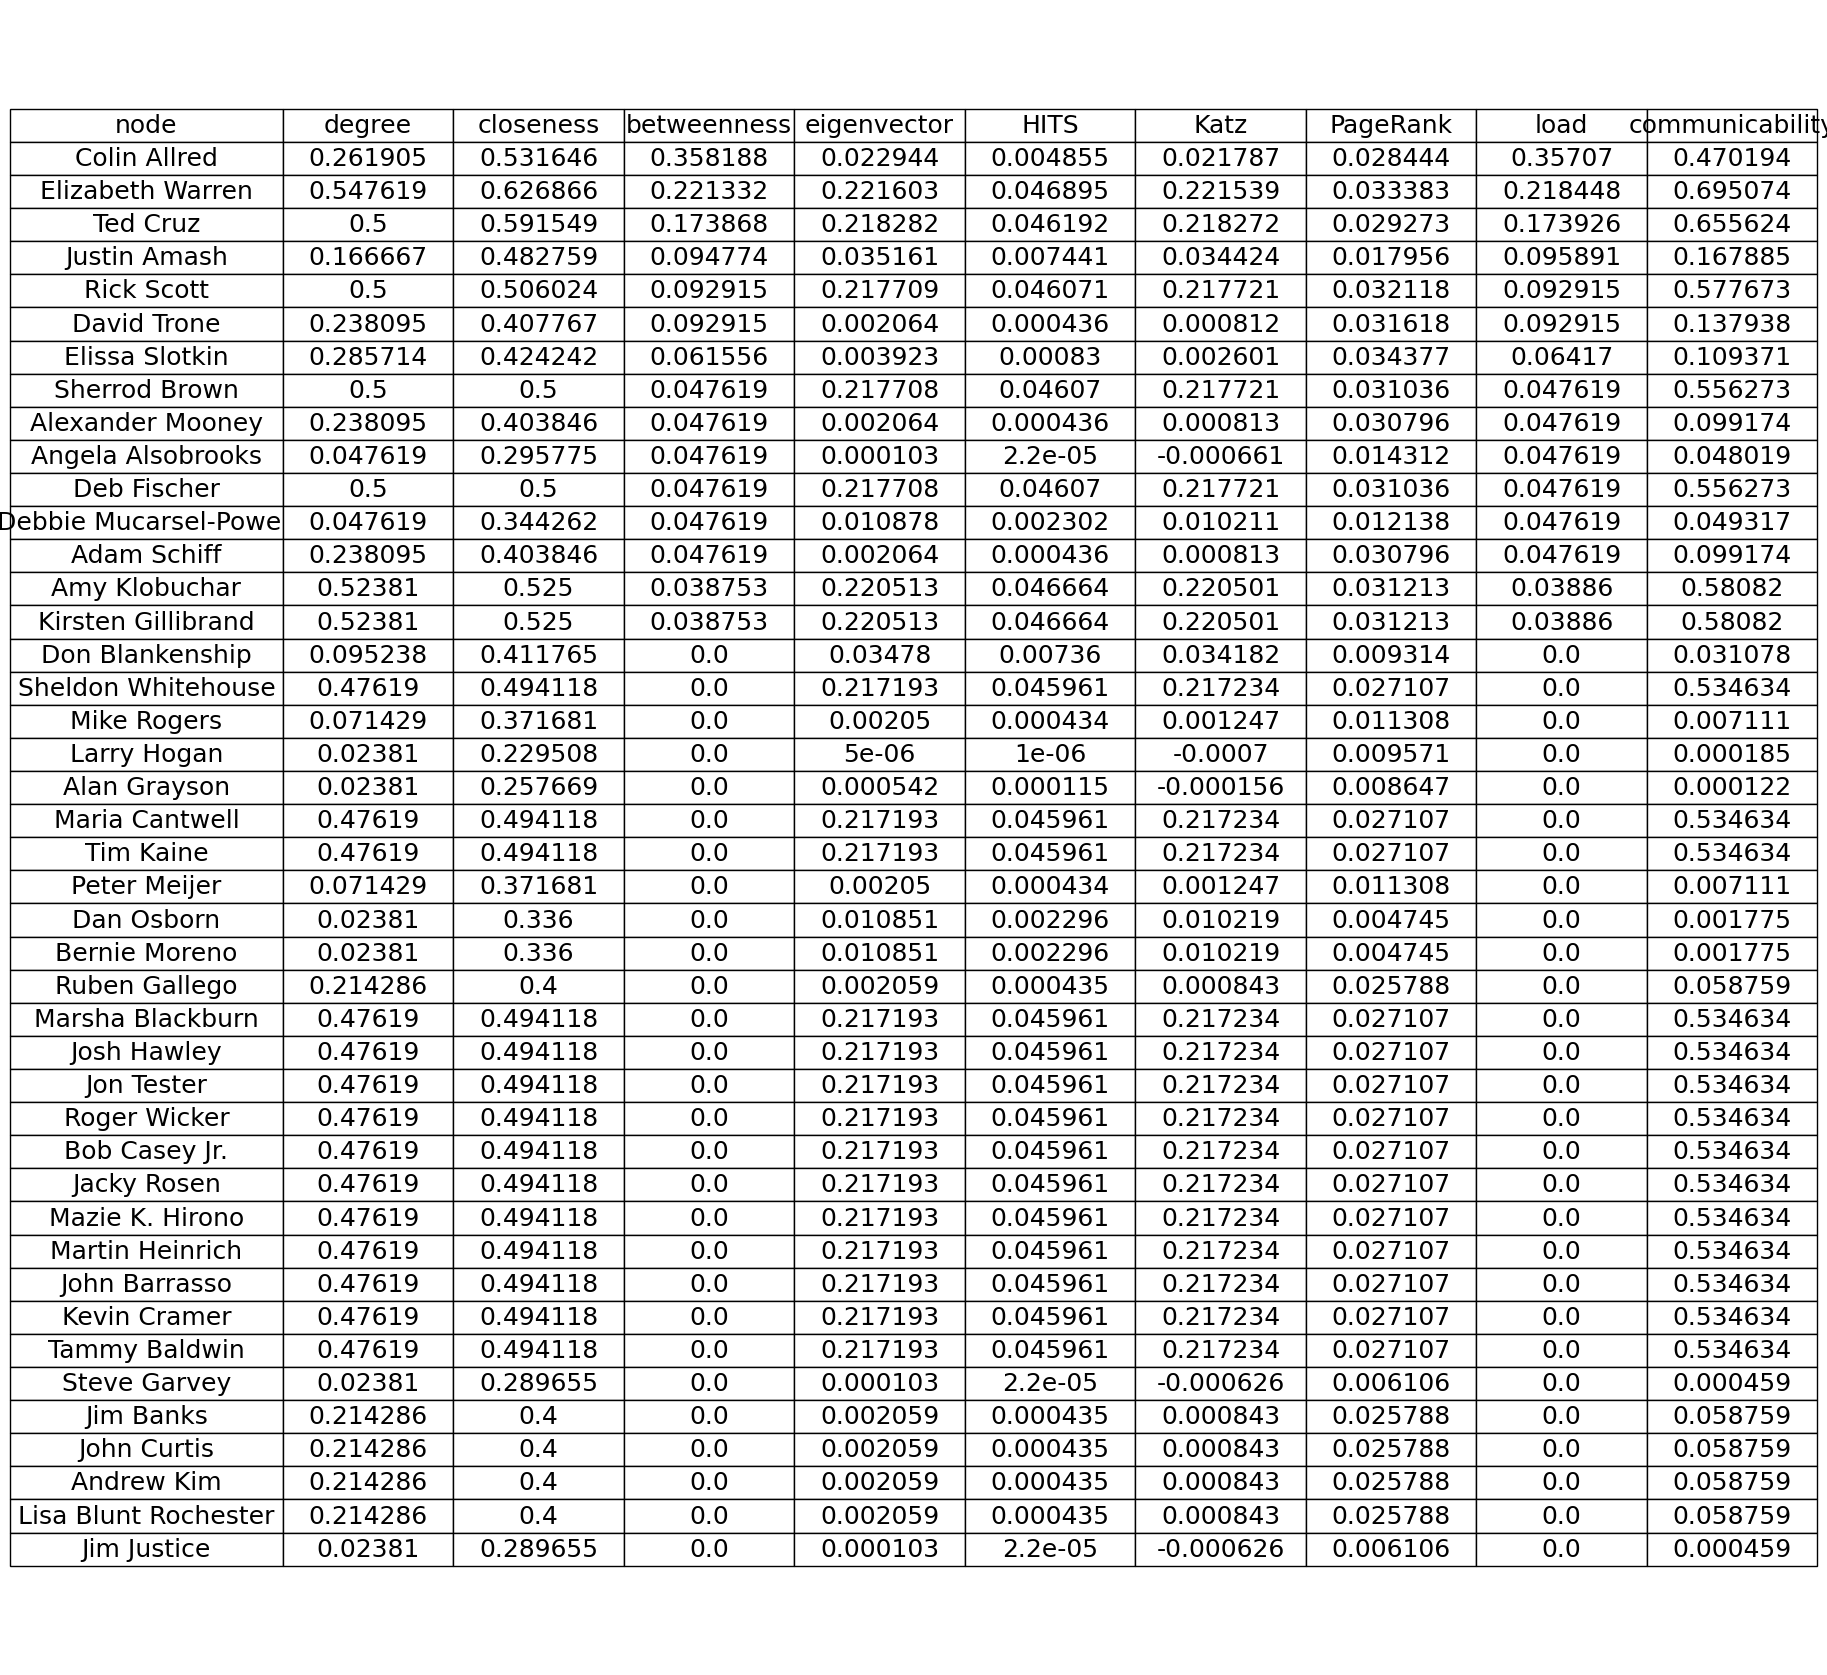 node degree closeness betweenness eigenvector HITS Katz PageRank load communicability
Colin Allred 0.261905 0.531646 0.358188 0.022944 0.004855 0.021787 0.028444 0.35707 0.470194
Elizabeth Warren 0.547619 0.626866 0.221332 0.221603 0.046895 0.221539 0.033383 0.218448 0.695074
Ted Cruz 0.5 0.591549 0.173868 0.218282 0.046192 0.218272 0.029273 0.173926 0.655624
Justin Amash 0.166667 0.482759 0.094774 0.035161 0.007441 0.034424 0.017956 0.095891 0.167885
Rick Scott 0.5 0.506024 0.092915 0.217709 0.046071 0.217721 0.032118 0.092915 0.577673
David Trone 0.238095 0.407767 0.092915 0.002064 0.000436 0.000812 0.031618 0.092915 0.137938
Elissa Slotkin 0.285714 0.424242 0.061556 0.003923 0.00083 0.002601 0.034377 0.06417 0.109371
Sherrod Brown 0.5 0.5 0.047619 0.217708 0.04607 0.217721 0.031036 0.047619 0.556273
Alexander Mooney 0.238095 0.403846 0.047619 0.002064 0.000436 0.000813 0.030796 0.047619 0.099174
Angela Alsobrooks 0.047619 0.295775 0.047619 0.000103 2.2e-05 -0.000661 0.014312 0.047619 0.048019
Deb Fischer 0.5 0.5 0.047619 0.217708 0.04607 0.217721 0.031036 0.047619 0.556273
Debbie Mucarsel-Powe 0.047619 0.344262 0.047619 0.010878 0.002302 0.010211 0.012138 0.047619 0.049317
Adam Schiff 0.238095 0.403846 0.047619 0.002064 0.000436 0.000813 0.030796 0.047619 0.099174
Amy Klobuchar 0.52381 0.525 0.038753 0.220513 0.046664 0.220501 0.031213 0.03886 0.58082
Kirsten Gillibrand 0.52381 0.525 0.038753 0.220513 0.046664 0.220501 0.031213 0.03886 0.58082
Don Blankenship 0.095238 0.411765 0.0 0.03478 0.00736 0.034182 0.009314 0.0 0.031078
Sheldon Whitehouse 0.47619 0.494118 0.0 0.217193 0.045961 0.217234 0.027107 0.0 0.534634
Mike Rogers 0.071429 0.371681 0.0 0.00205 0.000434 0.001247 0.011308 0.0 0.007111
Larry Hogan 0.02381 0.229508 0.0 5e-06 1e-06 -0.0007 0.009571 0.0 0.000185
Alan Grayson 0.02381 0.257669 0.0 0.000542 0.000115 -0.000156 0.008647 0.0 0.000122
Maria Cantwell 0.47619 0.494118 0.0 0.217193 0.045961 0.217234 0.027107 0.0 0.534634
Tim Kaine 0.47619 0.494118 0.0 0.217193 0.045961 0.217234 0.027107 0.0 0.534634
Peter Meijer 0.071429 0.371681 0.0 0.00205 0.000434 0.001247 0.011308 0.0 0.007111
Dan Osborn 0.02381 0.336 0.0 0.010851 0.002296 0.010219 0.004745 0.0 0.001775
Bernie Moreno 0.02381 0.336 0.0 0.010851 0.002296 0.010219 0.004745 0.0 0.001775
Ruben Gallego 0.214286 0.4 0.0 0.002059 0.000435 0.000843 0.025788 0.0 0.058759
Marsha Blackburn 0.47619 0.494118 0.0 0.217193 0.045961 0.217234 0.027107 0.0 0.534634
Josh Hawley 0.47619 0.494118 0.0 0.217193 0.045961 0.217234 0.027107 0.0 0.534634
Jon Tester 0.47619 0.494118 0.0 0.217193 0.045961 0.217234 0.027107 0.0 0.534634
Roger Wicker 0.47619 0.494118 0.0 0.217193 0.045961 0.217234 0.027107 0.0 0.534634
Bob Casey Jr. 0.47619 0.494118 0.0 0.217193 0.045961 0.217234 0.027107 0.0 0.534634
Jacky Rosen 0.47619 0.494118 0.0 0.217193 0.045961 0.217234 0.027107 0.0 0.534634
Mazie K. Hirono 0.47619 0.494118 0.0 0.217193 0.045961 0.217234 0.027107 0.0 0.534634
Martin Heinrich 0.47619 0.494118 0.0 0.217193 0.045961 0.217234 0.027107 0.0 0.534634
John Barrasso 0.47619 0.494118 0.0 0.217193 0.045961 0.217234 0.027107 0.0 0.534634
Kevin Cramer 0.47619 0.494118 0.0 0.217193 0.045961 0.217234 0.027107 0.0 0.534634
Tammy Baldwin 0.47619 0.494118 0.0 0.217193 0.045961 0.217234 0.027107 0.0 0.534634
Steve Garvey 0.02381 0.289655 0.0 0.000103 2.2e-05 -0.000626 0.006106 0.0 0.000459
Jim Banks 0.214286 0.4 0.0 0.002059 0.000435 0.000843 0.025788 0.0 0.058759
John Curtis 0.214286 0.4 0.0 0.002059 0.000435 0.000843 0.025788 0.0 0.058759
Andrew Kim 0.214286 0.4 0.0 0.002059 0.000435 0.000843 0.025788 0.0 0.058759
Lisa Blunt Rochester 0.214286 0.4 0.0 0.002059 0.000435 0.000843 0.025788 0.0 0.058759
Jim Justice 0.02381 0.289655 0.0 0.000103 2.2e-05 -0.000626 0.006106 0.0 0.000459